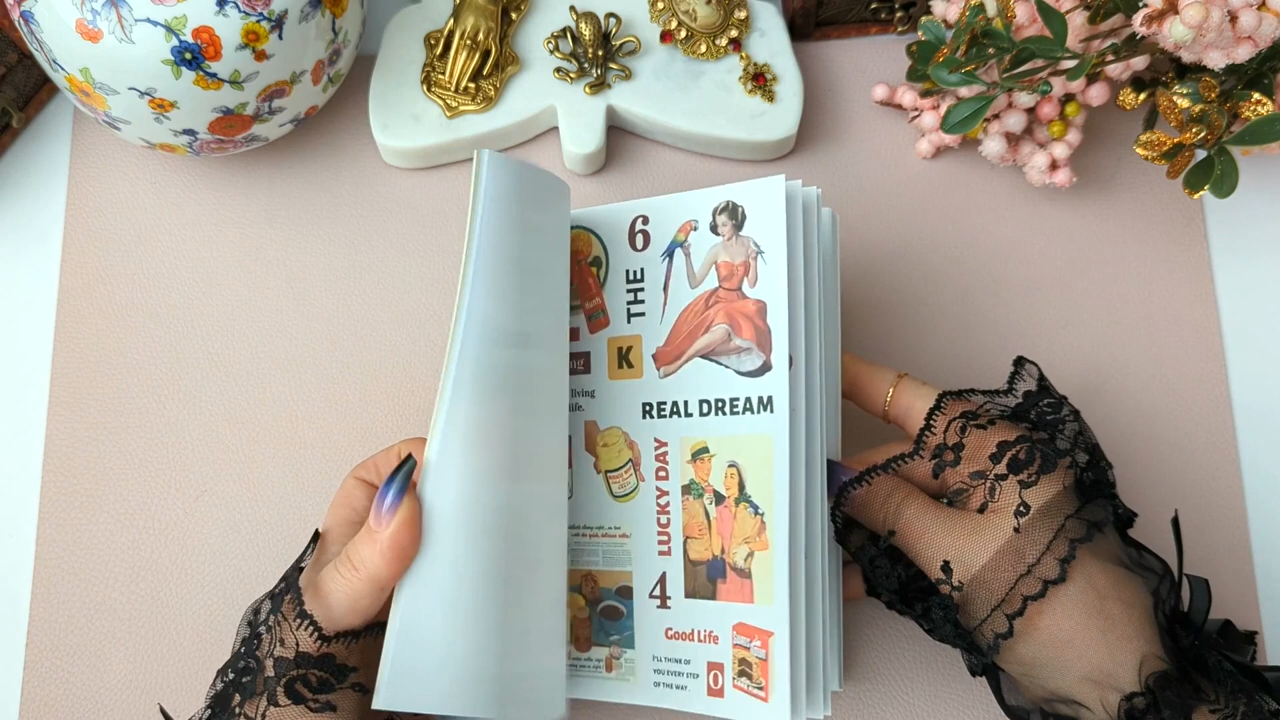 6
THE
K
ng
living
life.
REAL DREAM
LUCKY DAY
4
Good Life
I'LL THINK OF
YOU EVERY STEP
OF THE WAY.
O